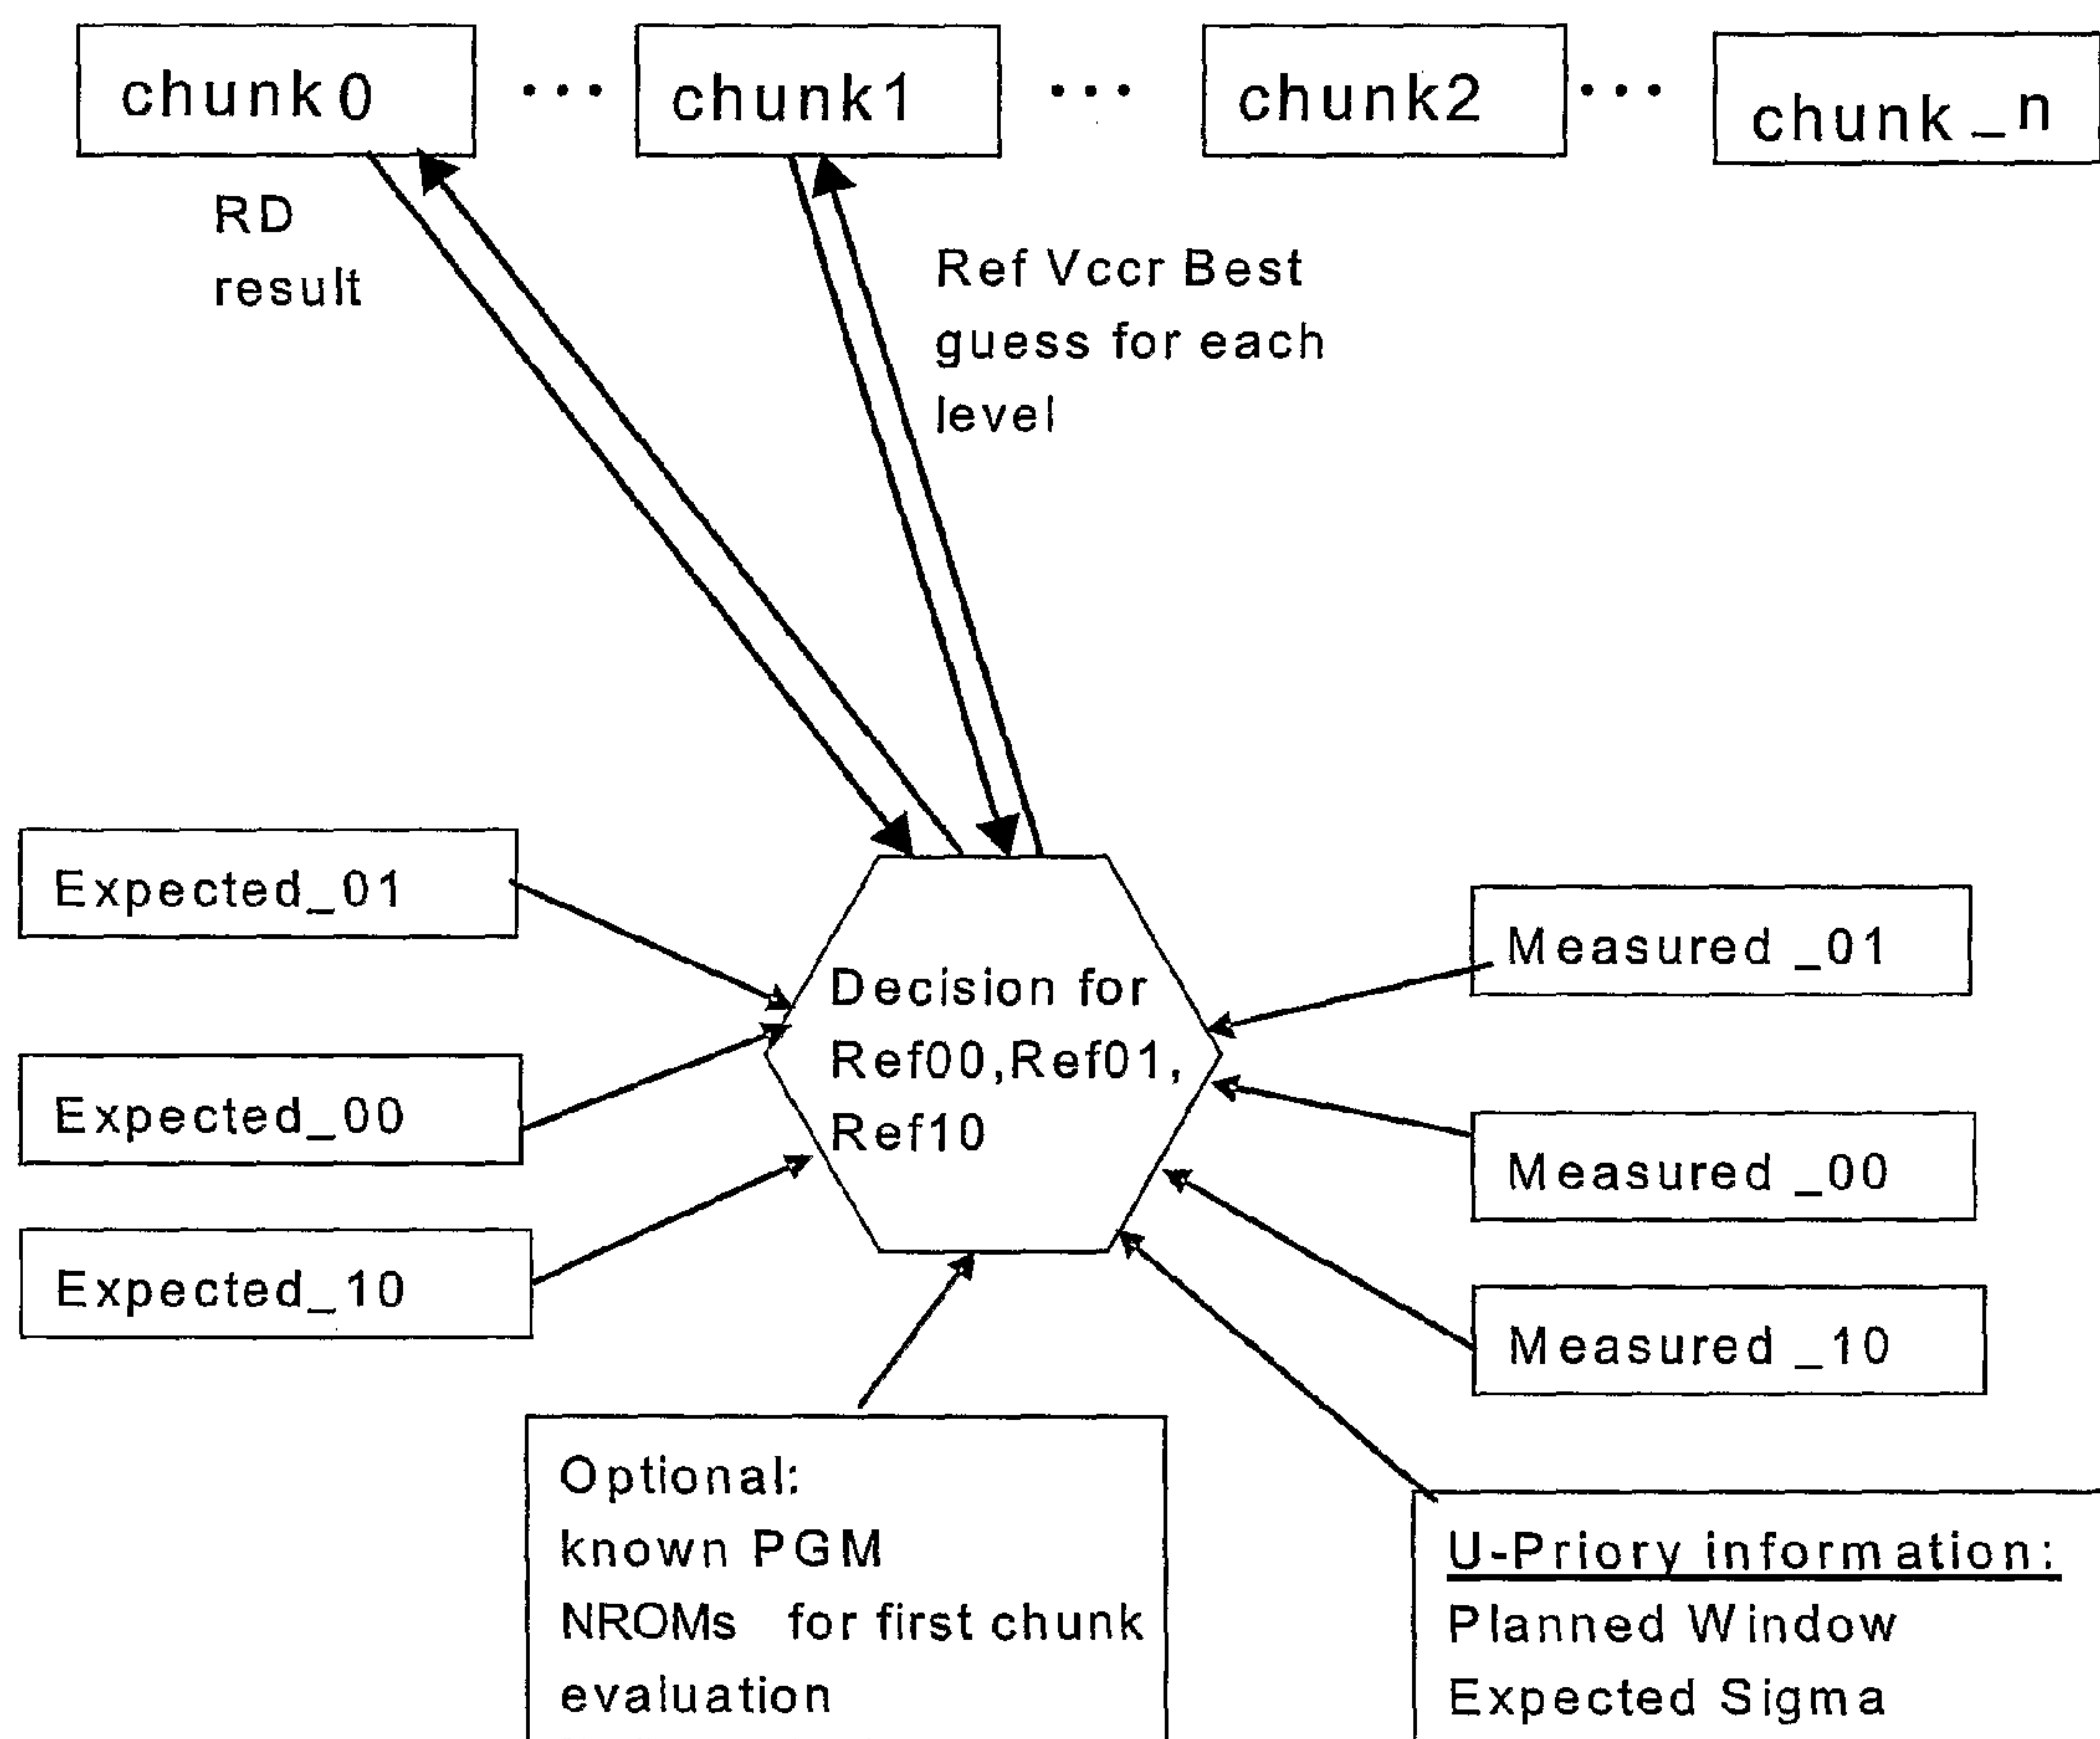 chunk0 ... chunk1 ... chunk2 ... chunk_n
RD
result
Ref Vccr Best
guess for each
level
Expected_01
Expected_00
Expected_10
Decision for
Ref00,Ref01,
Ref10
Measured _01
Measured _00
Measured _10
Optional:
known PGM
NROMs for first chunk
evaluation
U-Priory information:
Planned Window
Expected Sigma